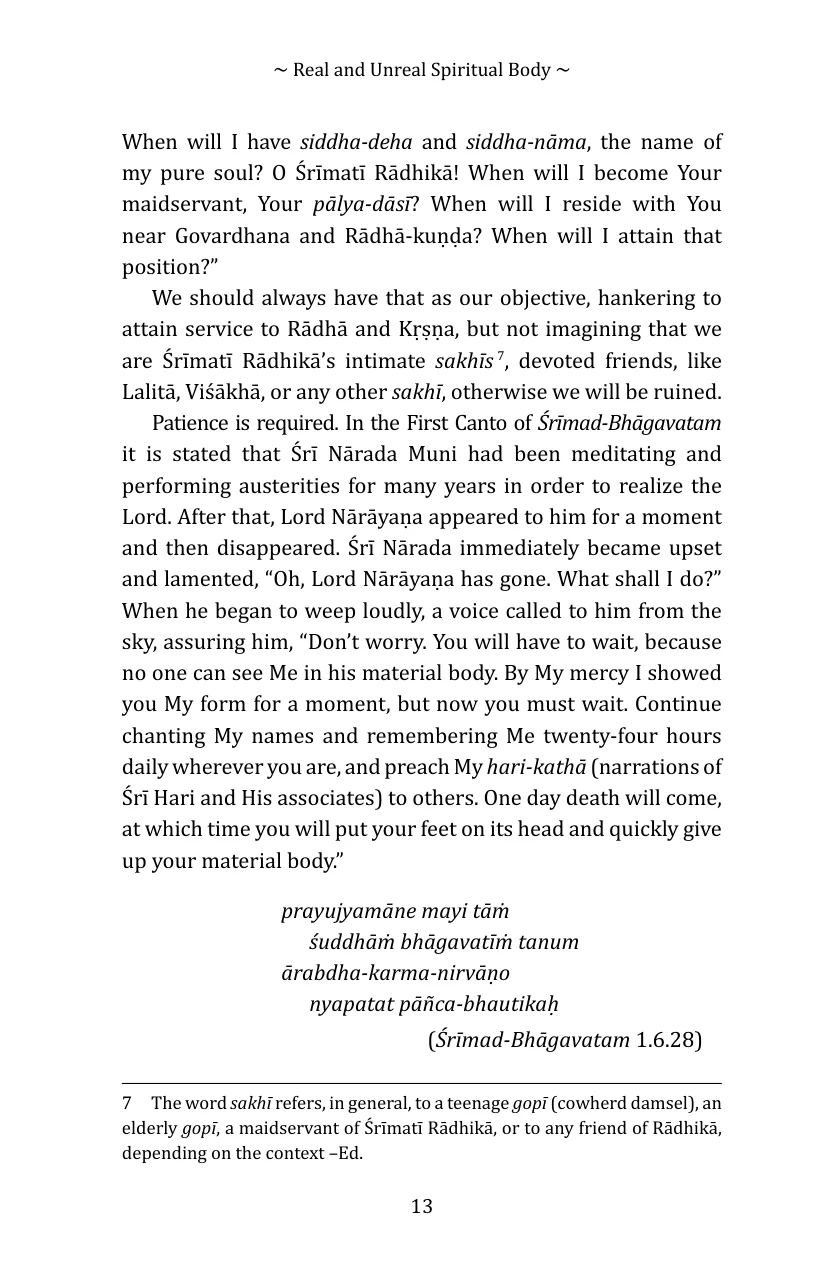 ~ Real and Unreal Spiritual Body ~
When will I have siddha-deha and siddha-nāma, the name of
my pure soul? O Śrīmatī Rādhikā! When will I become Your
maidservant, Your pālya-dāsī? When will I reside with You
near Govardhana and Rādhā-kuṇḍa? When will I attain that
position?”
We should always have that as our objective, hankering to
attain service to Rādhā and Kṛṣṇa, but not imagining that we
are Śrīmatī Rādhikā’s intimate sakhīs 7, devoted friends, like
Lalitā, Viśākhā, or any other sakhī, otherwise we will be ruined.
Patience is required. In the First Canto of Śrīmad-Bhāgavatam
it is stated that Śrī Nārada Muni had been meditating and
performing austerities for many years in order to realize the
Lord. After that, Lord Nārāyaṇa appeared to him for a moment
and then disappeared. Śrī Nārada immediately became upset
and lamented, “Oh, Lord Nārāyaṇa has gone. What shall I do?”
When he began to weep loudly, a voice called to him from the
sky, assuring him, “Don’t worry. You will have to wait, because
no one can see Me in his material body. By My mercy I showed
you My form for a moment, but now you must wait. Continue
chanting My names and remembering Me twenty-four hours
daily wherever you are, and preach My hari-kathā (narrations of
Śrī Hari and His associates) to others. One day death will come,
at which time you will put your feet on its head and quickly give
up your material body.”
prayujyamāne mayi tāṁ
śuddhāṁ bhāgavatīṁ tanum
ārabdha-karma-nirvāṇo
nyapatat pāñca-bhautikaḥ
(Śrīmad-Bhāgavatam 1.6.28)
7 The word sakhī refers, in general, to a teenage gopī (cowherd damsel), an
elderly gopī, a maidservant of Śrīmatī Rādhikā, or to any friend of Rādhikā,
depending on the context –Ed.
13